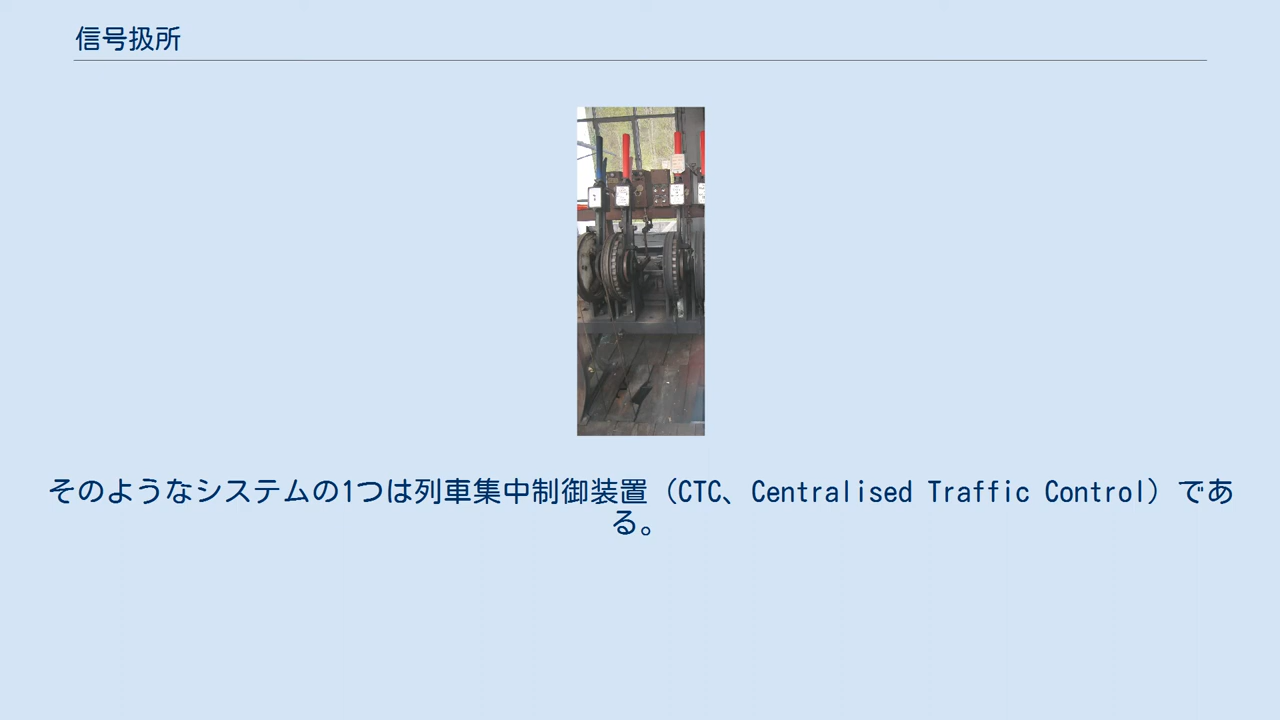 信号扱所
そのようなシステムの1つは列車集中制御装置（CTC、Centralised Traffic Control）であ
る。